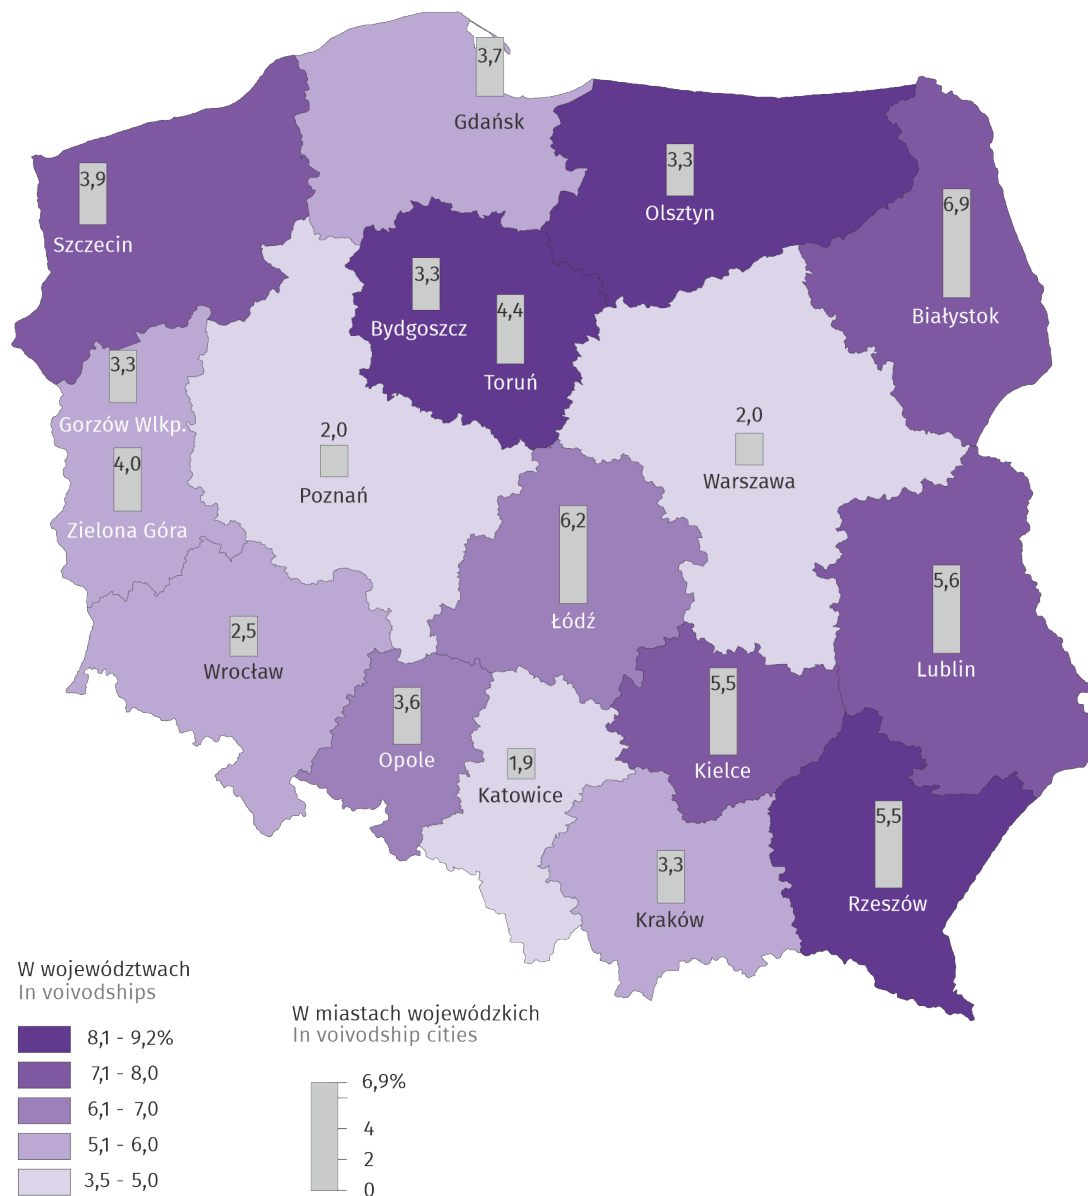 3,7
Gdańsk
3,9
Szczecin
3,3
Olsztyn
6,9
Białystok
3,3
Bydgoszcz
4,4
Toruń
3,3
Gorzów Wlkp.
4,0
Zielona Góra
2,0
Poznań
2,0
Warszawa
6,2
Łódź
5,6
Lublin
2,5
Wrocław
3,6
Opole
1,9
Katowice
5,5
Kielce
3,3
Kraków
5,5
Rzeszów
W województwach
In voivodships
8,1 - 9,2%
7,1 - 8,0
6,1 - 7,0
5,1 - 6,0
3,5 - 5,0
W miastach wojewódzkich
In voivodship cities
6,9%
4
2
0